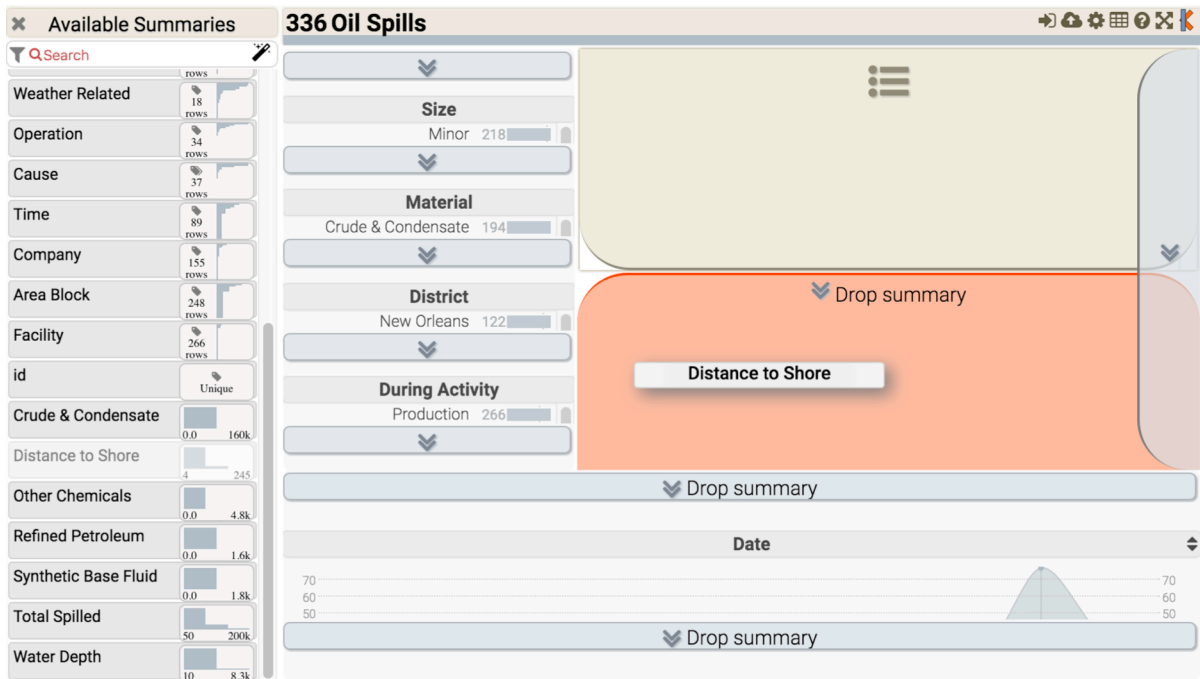 Available Summaries
Search
rows
Weather Related
18
rows
Operation
34
rows
Cause
37
rows
Time
89
rows
Company
155
rows
Area Block
248
rows
Facility
266
rows
id
Unique
Crude & Condensate
0.0 160k
Distance to Shore
4 245
Other Chemicals
0.0 4.8k
Refined Petroleum
0.0 1.6k
Synthetic Base Fluid
0.0 1.8k
Total Spilled
50 200k
Water Depth
10 8.3k
336 Oil Spills
Size
Minor 218
Material
Crude & Condensate 194
District
New Orleans 122
During Activity
Production 266
Drop summary
Distance to Shore
Drop summary
Date
70 70
60 60
50 50
Drop summary